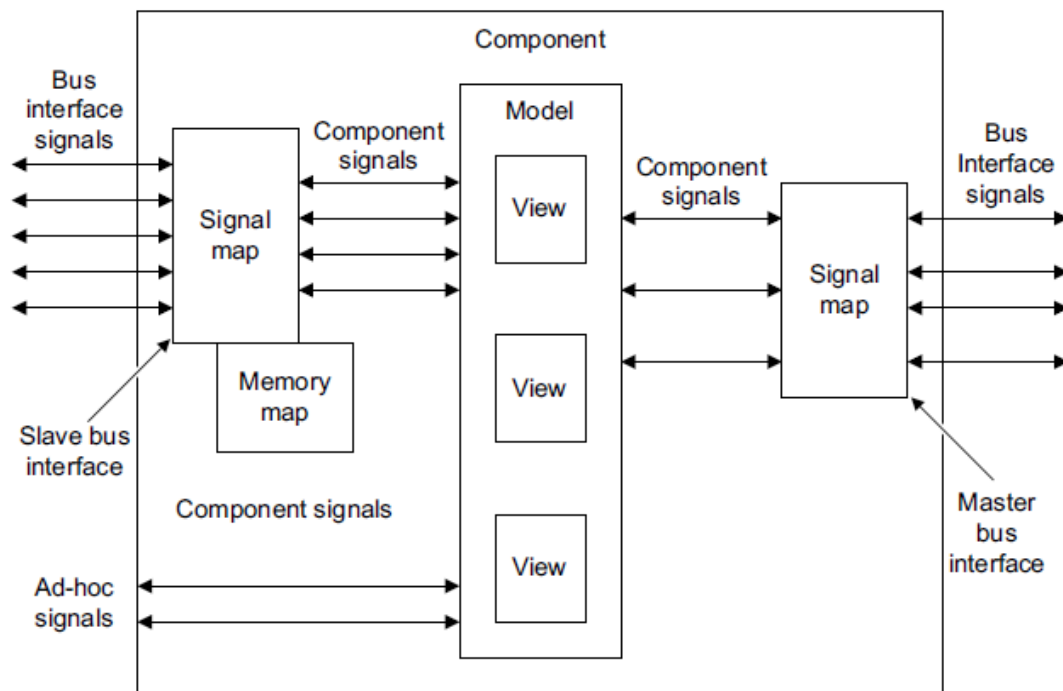 Component
Bus
interface
signals
Model
Component
signals
Bus
Interface
signals
Component
signals
View
Signal
map
Signal
map
View
Memory
map
Slave bus
interface
Component signals
Master
bus
interface
View
Ad-hoc
signals